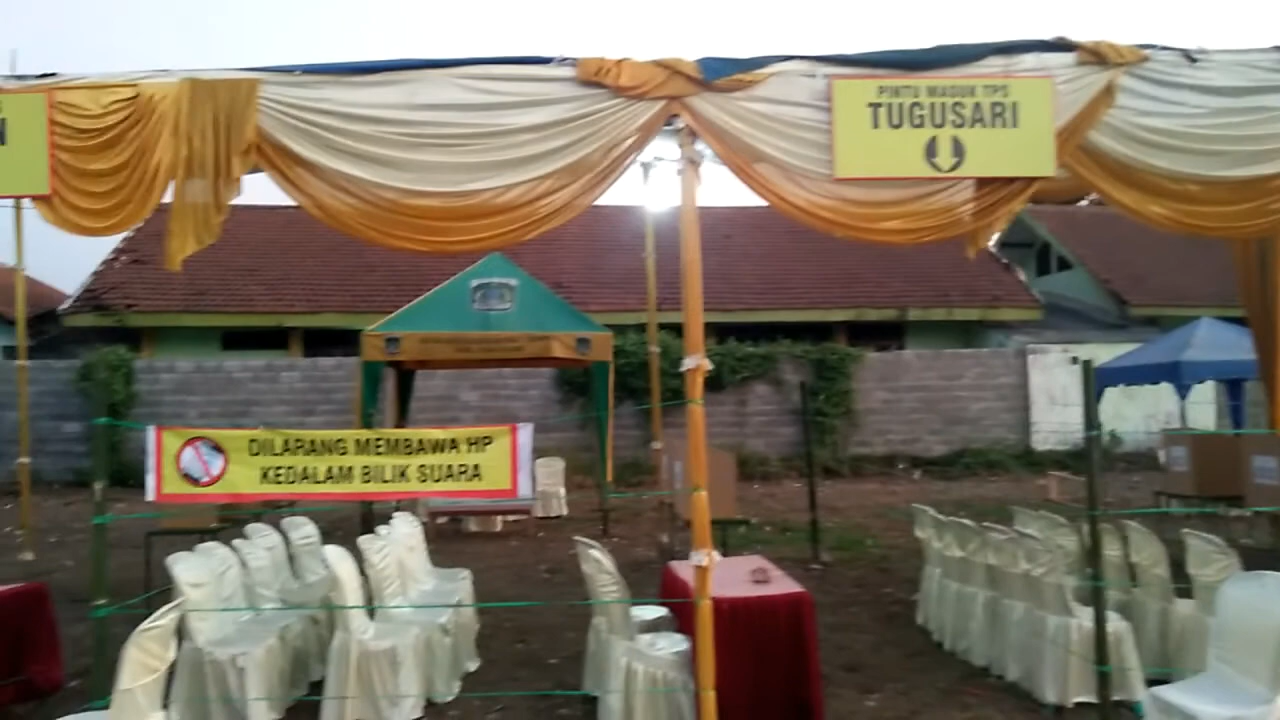 N
PINTU MASUK TPS
TUGUSARI
DILARANG MEMBAWA HP
KEDALAM BILIK SUARA